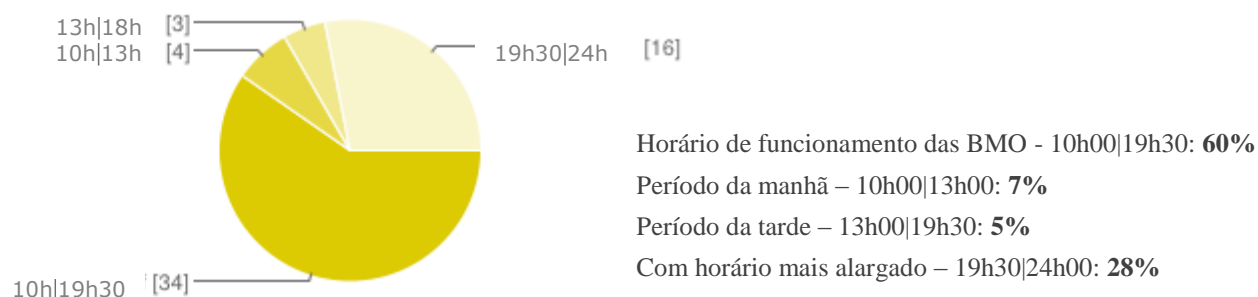 13h|18h [3]
10h|13h [4]
19h30|24h [16]
Horário de funcionamento das BMO - 10h00|19h30: 60%
Período da manhã – 10h00|13h00: 7%
Período da tarde – 13h00|19h30: 5%
Com horário mais alargado – 19h30|24h00: 28%
10h|19h30 [34]